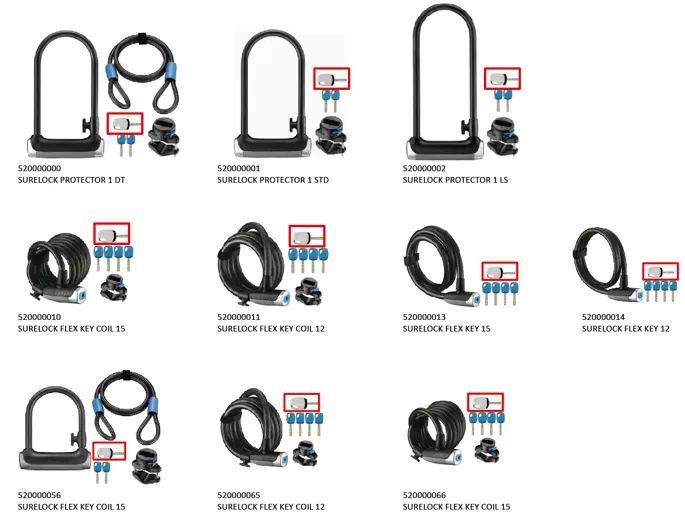 520000000
SURELOCK PROTECTOR 1 DT
520000001
SURELOCK PROTECTOR 1 STD
520000002
SURELOCK PROTECTOR 1 LS
520000010
SURELOCK FLEX KEY COIL 15
520000011
SURELOCK FLEX KEY COIL 12
520000013
SURELOCK FLEX KEY 15
520000014
SURELOCK FLEX KEY 12
520000056
SURELOCK FLEX KEY COIL 15
520000065
SURELOCK FLEX KEY COIL 12
520000066
SURELOCK FLEX KEY COIL 15